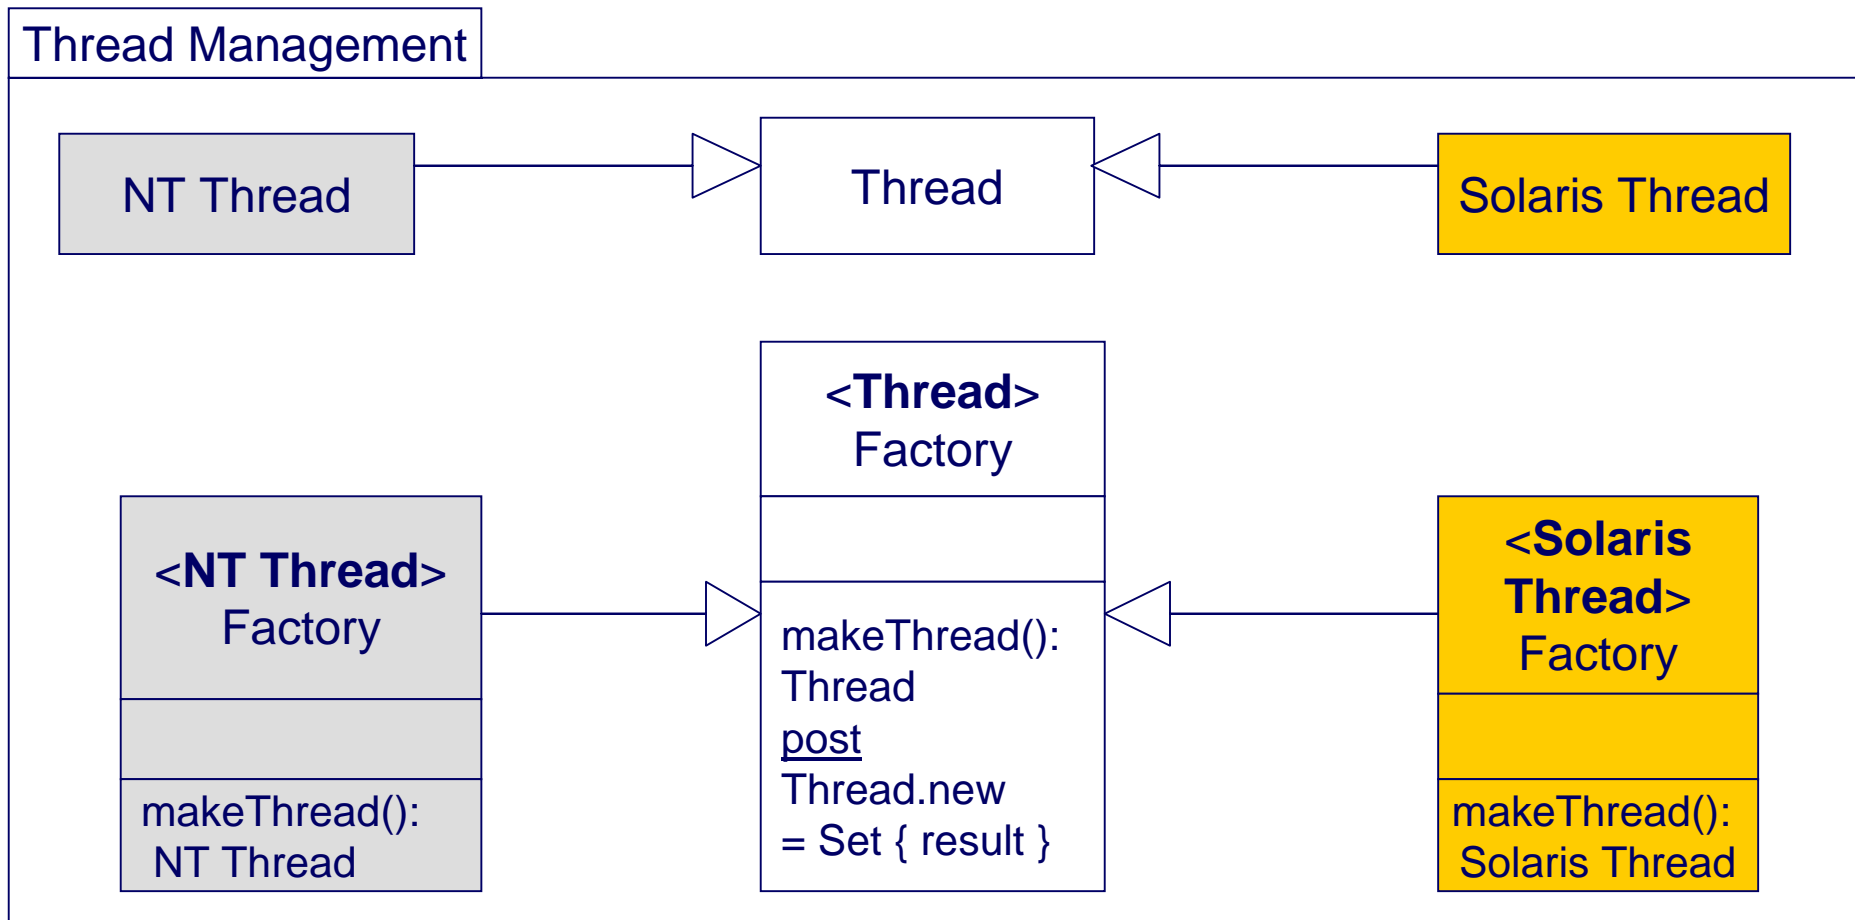 Thread Management
NT Thread
Thread
Solaris Thread
<Thread>
Factory
makeThread():
Thread
post
Thread.new
= Set { result }
<NT Thread>
Factory
makeThread():
NT Thread
<Solaris
Thread>
Factory
makeThread():
Solaris Thread